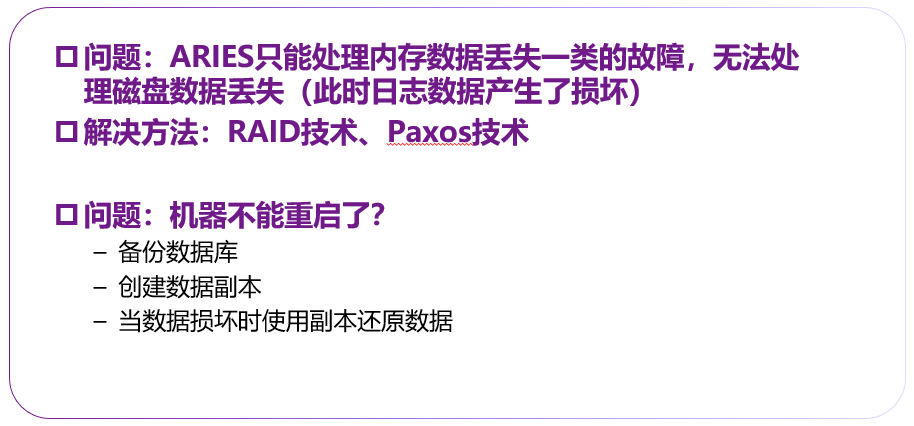 问题：ARIES只能处理内存数据丢失一类的故障，无法处
理磁盘数据丢失（此时日志数据产生了损坏）
解决方法：RAID技术、Paxos技术
问题：机器不能重启了？
– 备份数据库
– 创建数据副本
– 当数据损坏时使用副本还原数据